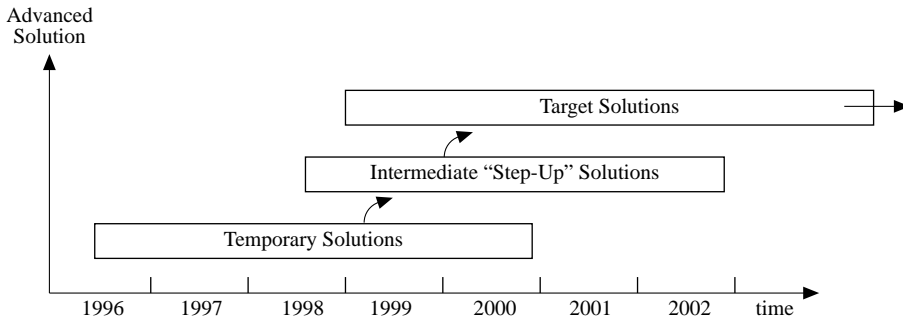 Advanced
Solution
Target Solutions
Intermediate “Step-Up” Solutions
Temporary Solutions
1996 1997 1998 1999 2000 2001 2002 time